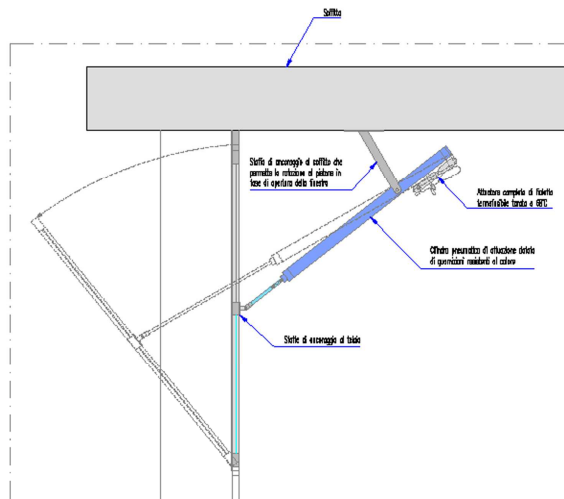 Soffitto
Staffa di ancoraggio al soffitto che
permette la rotazione al pistone in
fase di apertura della finestra
Attuatore completo di fialetta
termofusibile tarata a 68°C
Cilindro pneumatico di attuazione dotato
di guarnizioni resistenti al calore
Staffe di ancoraggio al telaio